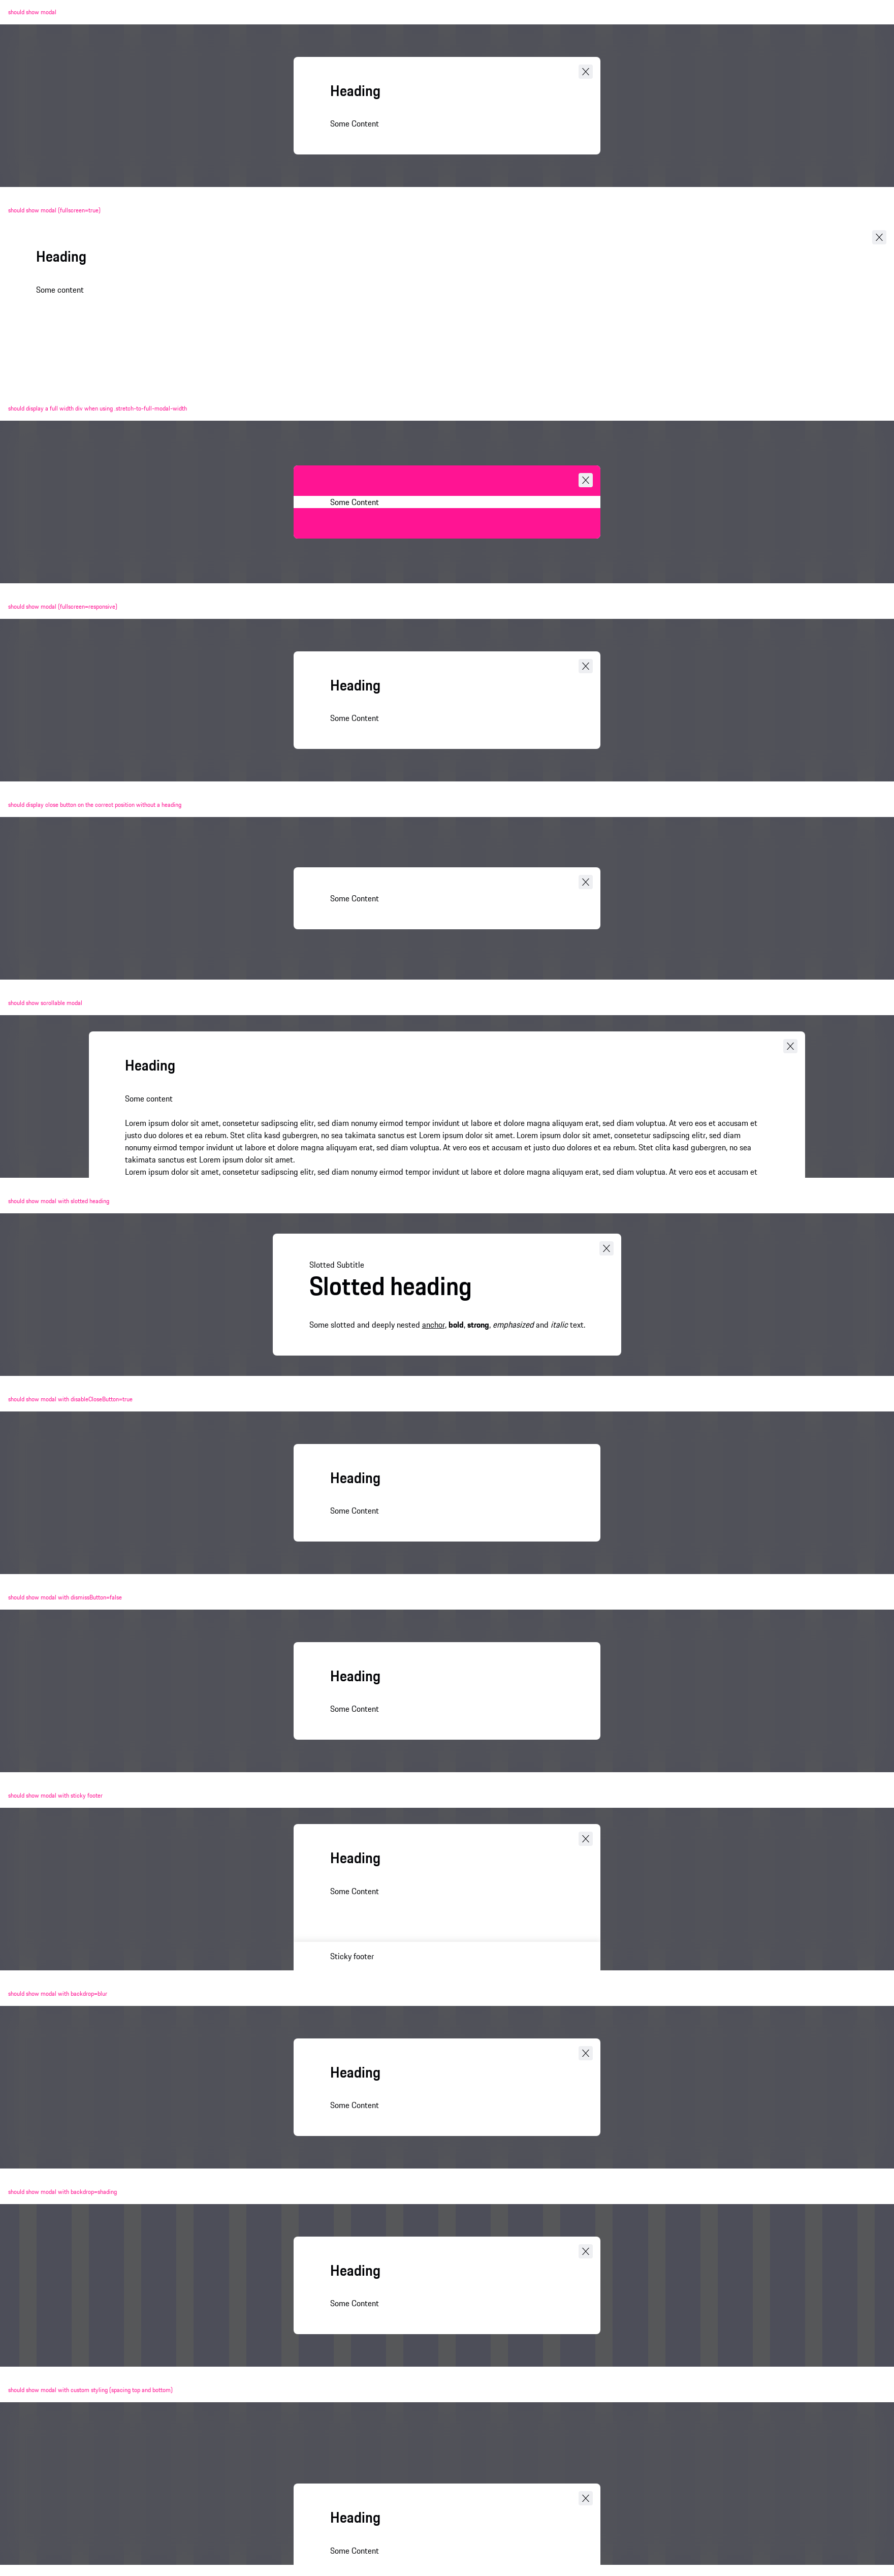 should show modal
Heading
Some Content
should show modal (fullscreen=true)
Heading
Some content
should display a full width div when using .stretch-to-full-modal-width
Some Content
should show modal (fullscreen=responsive)
Heading
Some Content
should display close button on the correct position without a heading
Some Content
should show scrollable modal
Heading
Some content
Lorem ipsum dolor sit amet, consetetur sadipscing elitr, sed diam nonumy eirmod tempor invidunt ut labore et dolore magna aliquyam erat, sed diam voluptua. At vero eos et accusam et
justo duo dolores et ea rebum. Stet clita kasd gubergren, no sea takimata sanctus est Lorem ipsum dolor sit amet. Lorem ipsum dolor sit amet, consetetur sadipscing elitr, sed diam
nonumy eirmod tempor invidunt ut labore et dolore magna aliquyam erat, sed diam voluptua. At vero eos et accusam et justo duo dolores et ea rebum. Stet clita kasd gubergren, no sea
takimata sanctus est Lorem ipsum dolor sit amet.
Lorem ipsum dolor sit amet, consetetur sadipscing elitr, sed diam nonumy eirmod tempor invidunt ut labore et dolore magna aliquyam erat, sed diam voluptua. At vero eos et accusam et
should show modal with slotted heading
Slotted Subtitle
Slotted heading
Some slotted and deeply nested anchor, bold, strong, emphasized and italic text.
should show modal with disableCloseButton=true
Heading
Some Content
should show modal with dismissButton=false
Heading
Some Content
should show modal with sticky footer
Heading
Some Content
Sticky footer
should show modal with backdrop=blur
Heading
Some Content
should show modal with backdrop=shading
Heading
Some Content
should show modal with custom styling (spacing top and bottom)
Heading
Some Content